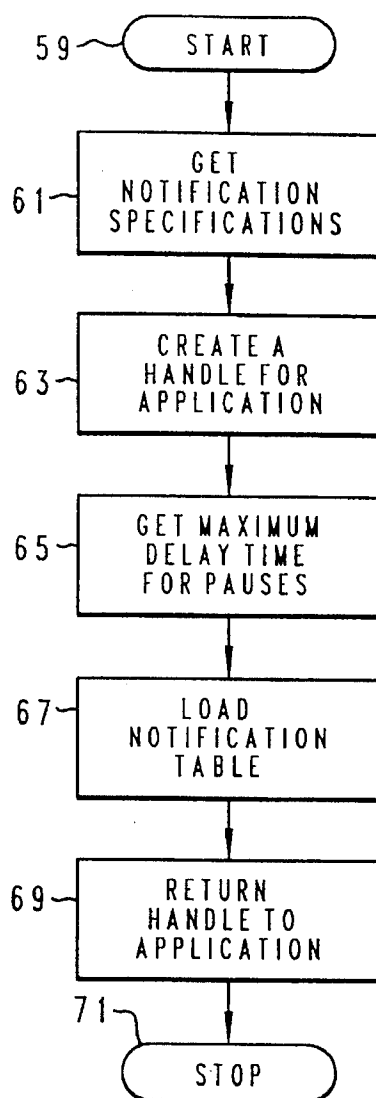 59 START
61 GET
NOTIFICATION
SPECIFICATIONS
63 CREATE A
HANDLE FOR
APPLICATION
65 GET MAXIMUM
DELAY TIME
FOR PAUSES
67 LOAD
NOTIFICATION
TABLE
69 RETURN
HANDLE TO
APPLICATION
71 STOP